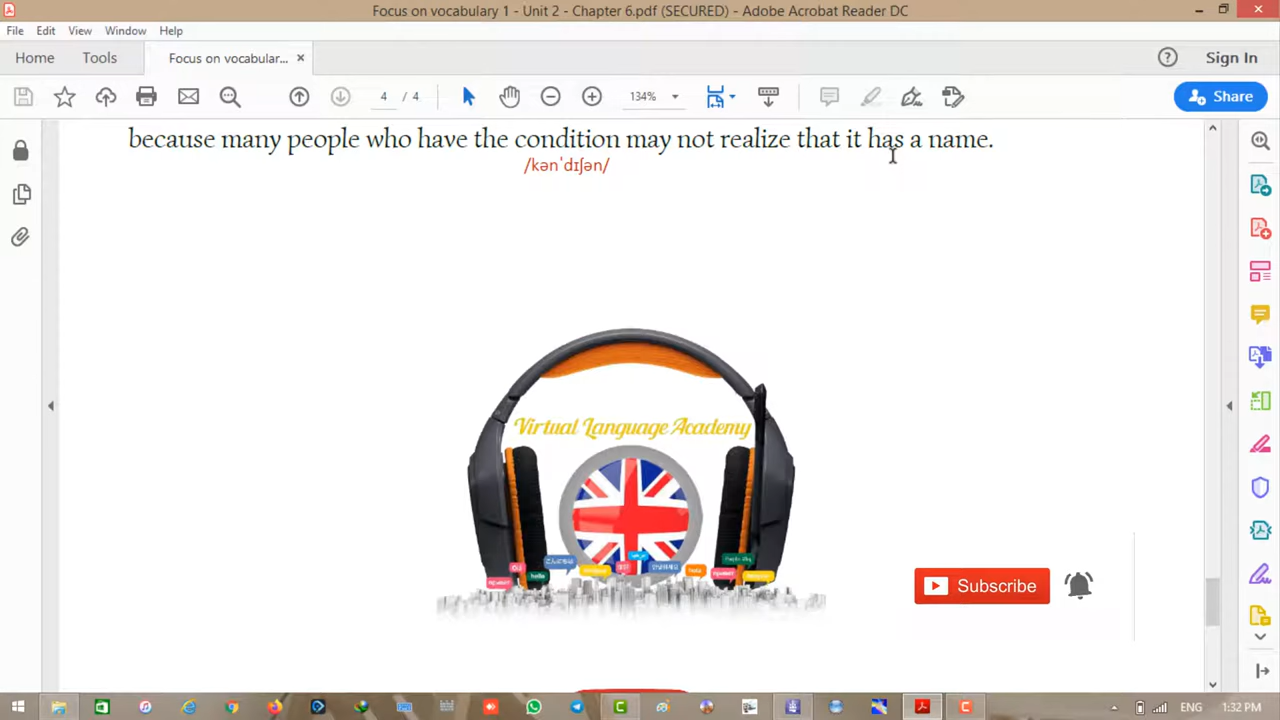 Focus on vocabulary 1 - Unit 2 - Chapter 6.pdf (SECURED) - Adobe Acrobat Reader DC
File Edit View Window Help
Home Tools Focus on vocabular... × Sign In
4 / 4 134% Share
because many people who have the condition may not realize that it has a name.
/kənˈdɪʃən/
Virtual Language Academy
hello
Subscribe
ENG 1:32 PM